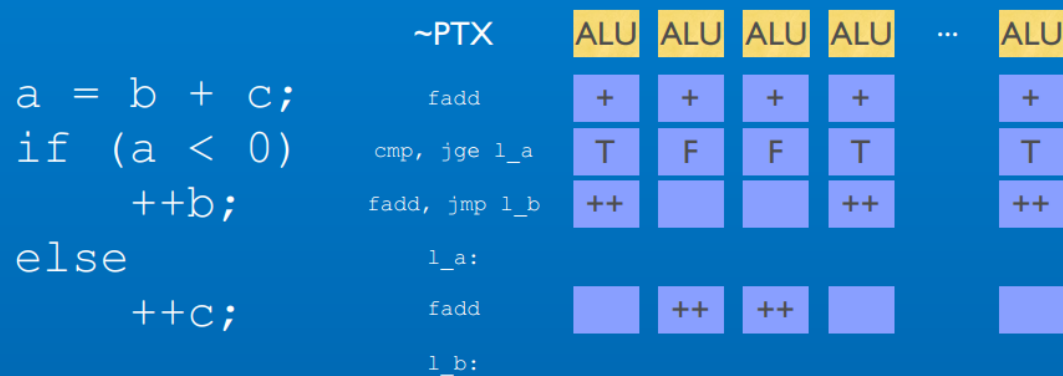 ~PTX ALU ALU ALU ALU ... ALU
a = b + c; fadd + + + + +
if (a < 0) cmp, jge l_a T F F T T
++b; fadd, jmp l_b ++ ++ ++
else l_a:
++c; fadd ++ ++
l_b: